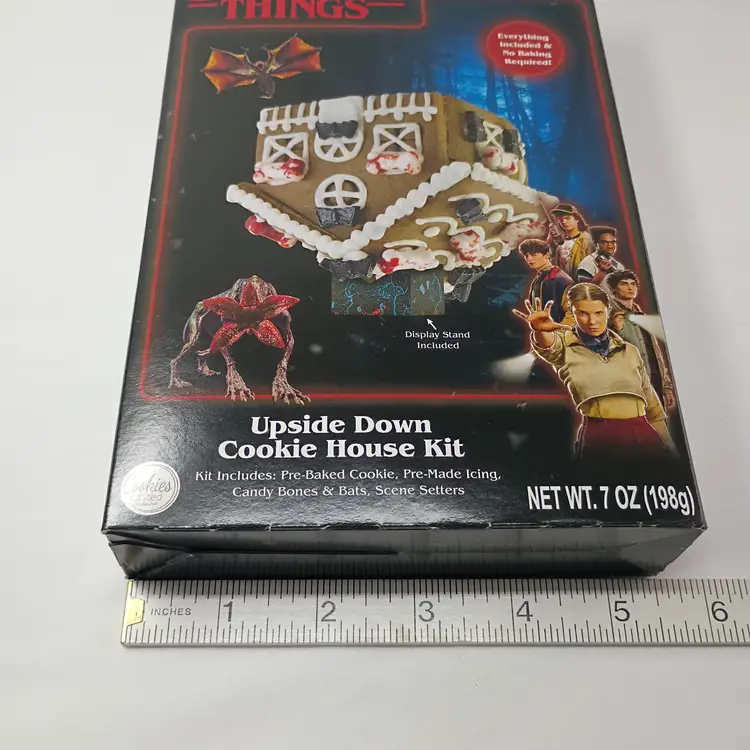 THINGS
Everything
Included &
No Baking
Required!
Display Stand
Included
Upside Down
Cookie House Kit
Kit Includes: Pre-Baked Cookie, Pre-Made Icing,
Candy Bones & Bats, Scene Setters
Cookies
United
NET WT. 7 OZ (198g)
INCHES 1 2 3 4 5 6